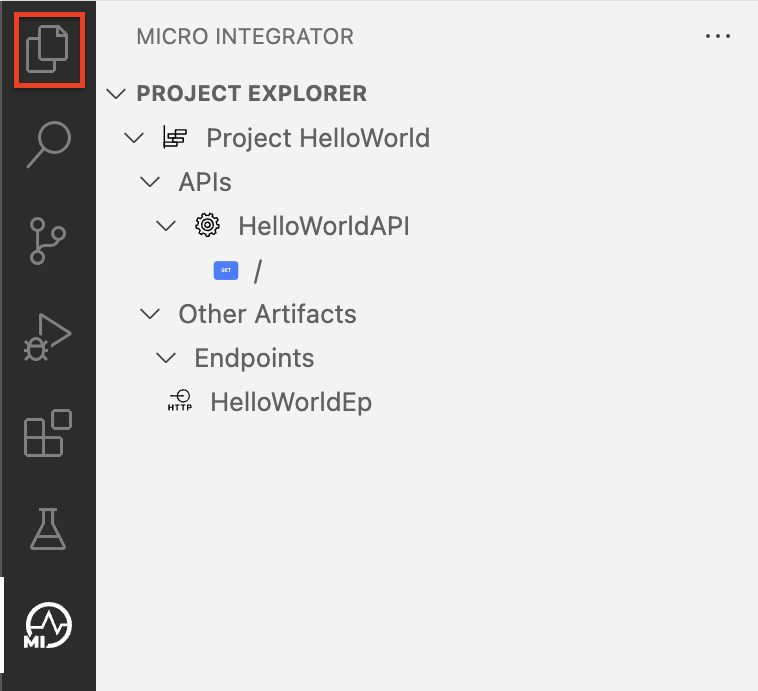 MICRO INTEGRATOR
PROJECT EXPLORER
Project HelloWorld
APIs
HelloWorldAPI
GET /
Other Artifacts
Endpoints
HTTP HelloWorldEp
MI